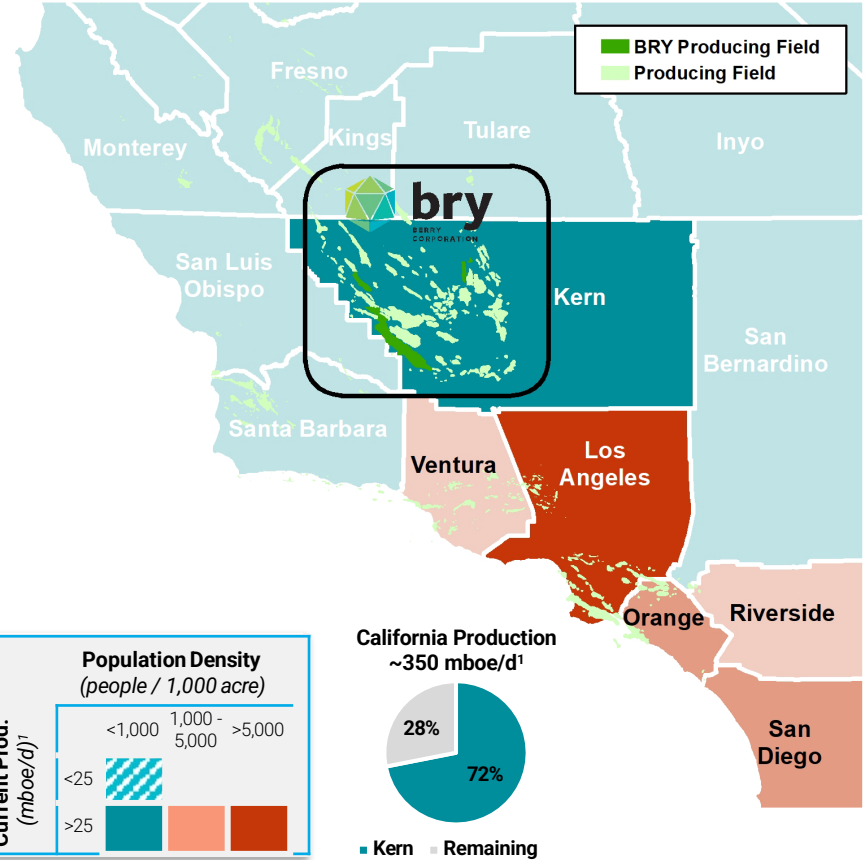 BRY Producing Field
Producing Field
Fresno
Monterey
Kings
Tulare
Inyo
bry
BERRY
CORPORATION
San Luis
Obispo
Kern
San
Bernardino
Santa Barbara
Ventura
Los
Angeles
Orange
Riverside
San
Diego
Population Density
(people / 1,000 acre)
<1,000
1,000 -
5,000
>5,000
Current Prod.
(mboe/d)¹
<25
>25
California Production
~350 mboe/d¹
28%
72%
Kern
Remaining